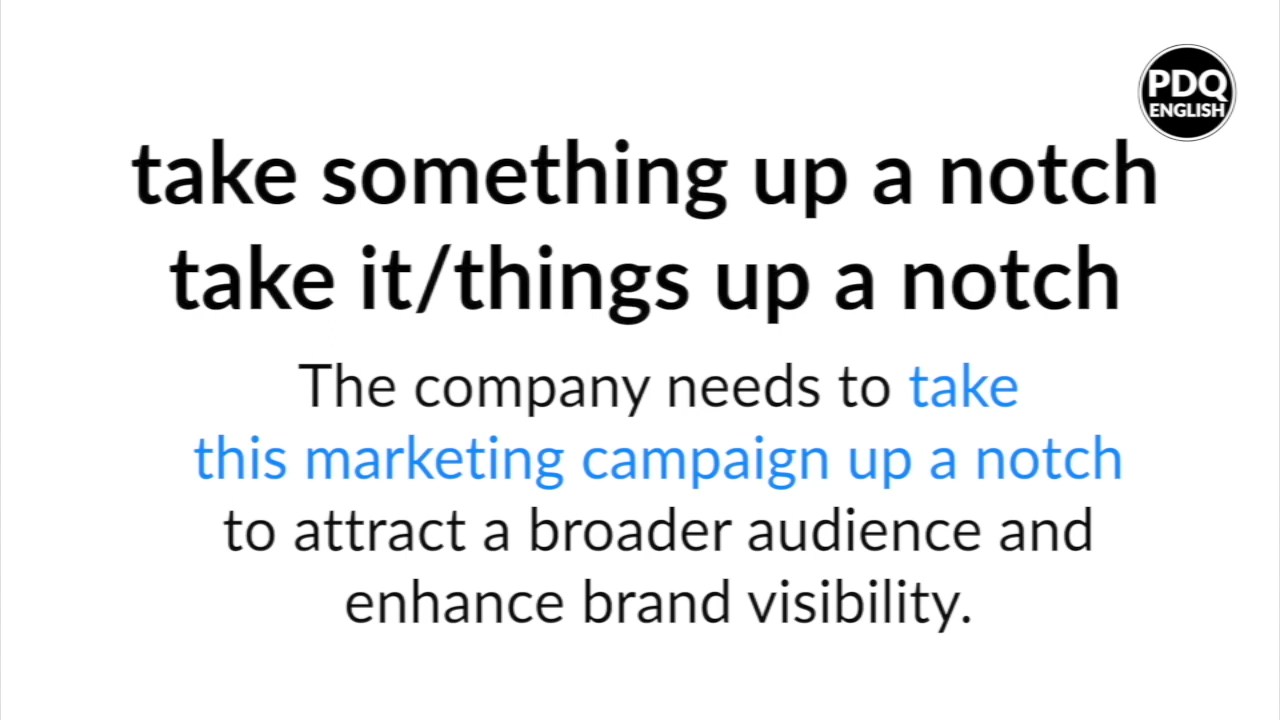 PDQ
ENGLISH
take something up a notch
take it/things up a notch
The company needs to take
this marketing campaign up a notch
to attract a broader audience and
enhance brand visibility.